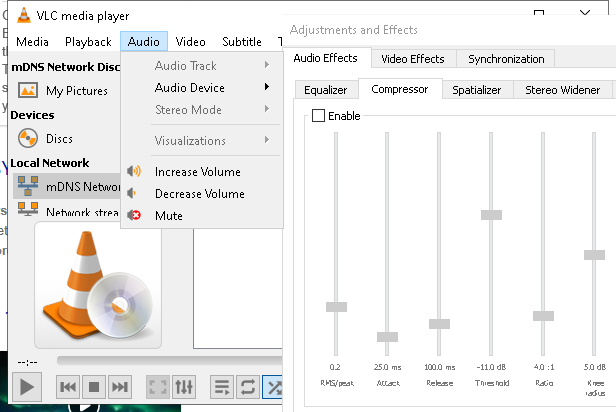 VLC media player
Media Playback Audio Video Subtitle T
mDNS Network Disc
My Pictures
Devices
Discs
Local Network
mDNS Networ
Network strea
Audio Track
Audio Device
Stereo Mode
Visualizations
Increase Volume
Decrease Volume
Mute
--:--
Adjustments and Effects
Audio Effects Video Effects Synchronization
Equalizer Compressor Spatializer Stereo Widener
Enable
0.2 25.0 ms 100.0 ms -11.0 dB 4.0 :1 5.0 dB
RMS/peak Attack Release Threshold Ratio Knee
radius